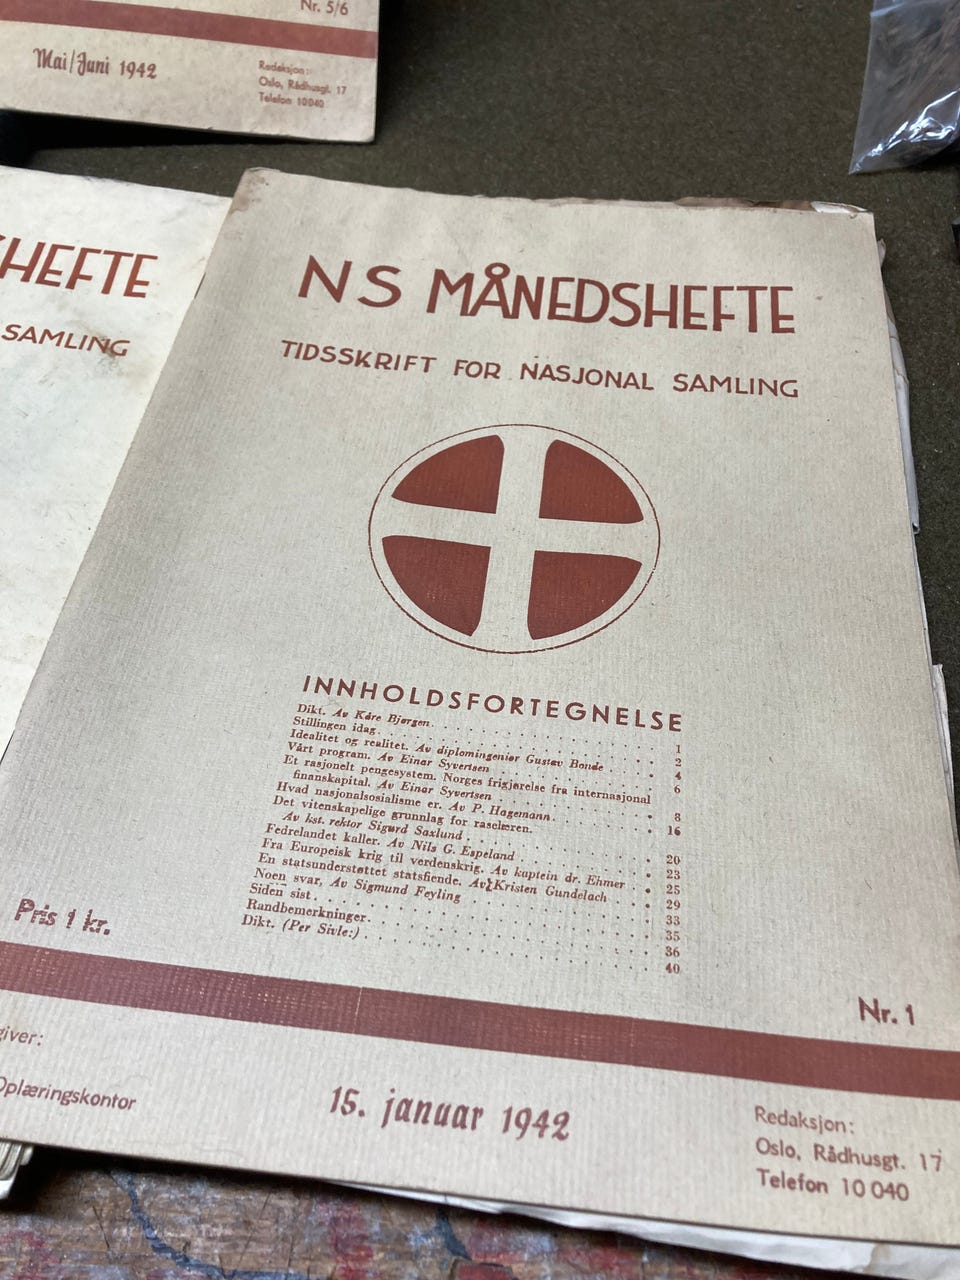 Nr. 5/6
Mai/Juni 1942
Redaksjon:
Oslo, Rådhusgt. 17
Telefon 10040
HEFTE
SAMLING
NS MÅNEDSHEFTE
TIDSSKRIFT FOR NASJONAL SAMLING
INNHOLDSFORTEGNELSE
Dikt. Av Kåre Bjørgen. 1
Stillingen idag. 2
Idealitet og realitet. Av diplomingeniør Gustav Bonde 4
Vårt program. Av Einar Syvertsen 6
Et rasjonelt pengesystem. Norges frigjørelse fra internasjonal
finanskapital. Av Einar Syvertsen 8
Hvad nasjonalsosialisme er. Av P. Hagemann. 16
Det vitenskapelige grunnlag for raselæren.
Av kst. rektor Sigurd Saxlund 20
Fedrelandet kaller. Av Nils G. Espeland 23
Fra Europeisk krig til verdenskrig. Av kaptein dr. Ehmer 25
En statsunderstøttet statsfiende. Av Kristen Gundelach 29
Noen svar, Av Sigmund Feyling 33
Siden sist. 35
Randbemerkninger. 36
Dikt. (Per Sivle:) 40
Pris 1 kr.
Nr. 1
giver:
Oplæringskontor
15. januar 1942
Redaksjon:
Oslo, Rådhusgt. 17
Telefon 10 040